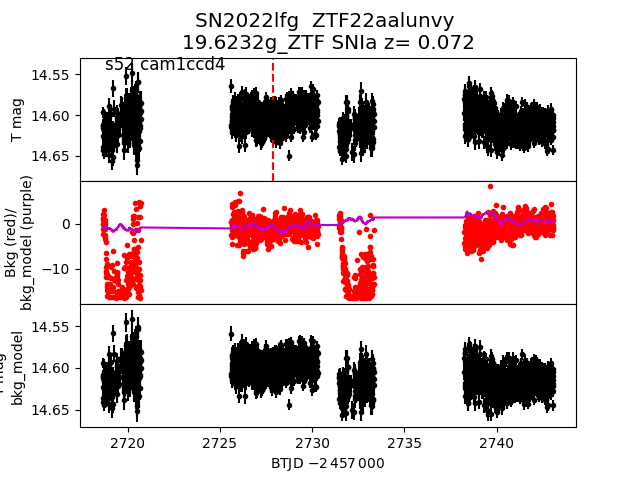 SN2022lfg  ZTF22aalunvy
19.6232g_ZTF SNIa z= 0.072
s52 cam1ccd4
14.55
14.60
14.65
T mag
0
−10
Bkg (red)/
bkg_model (purple)
14.55
14.60
14.65
bkg_model
2720
2725
2730
2735
2740
BTJD −2 457 000